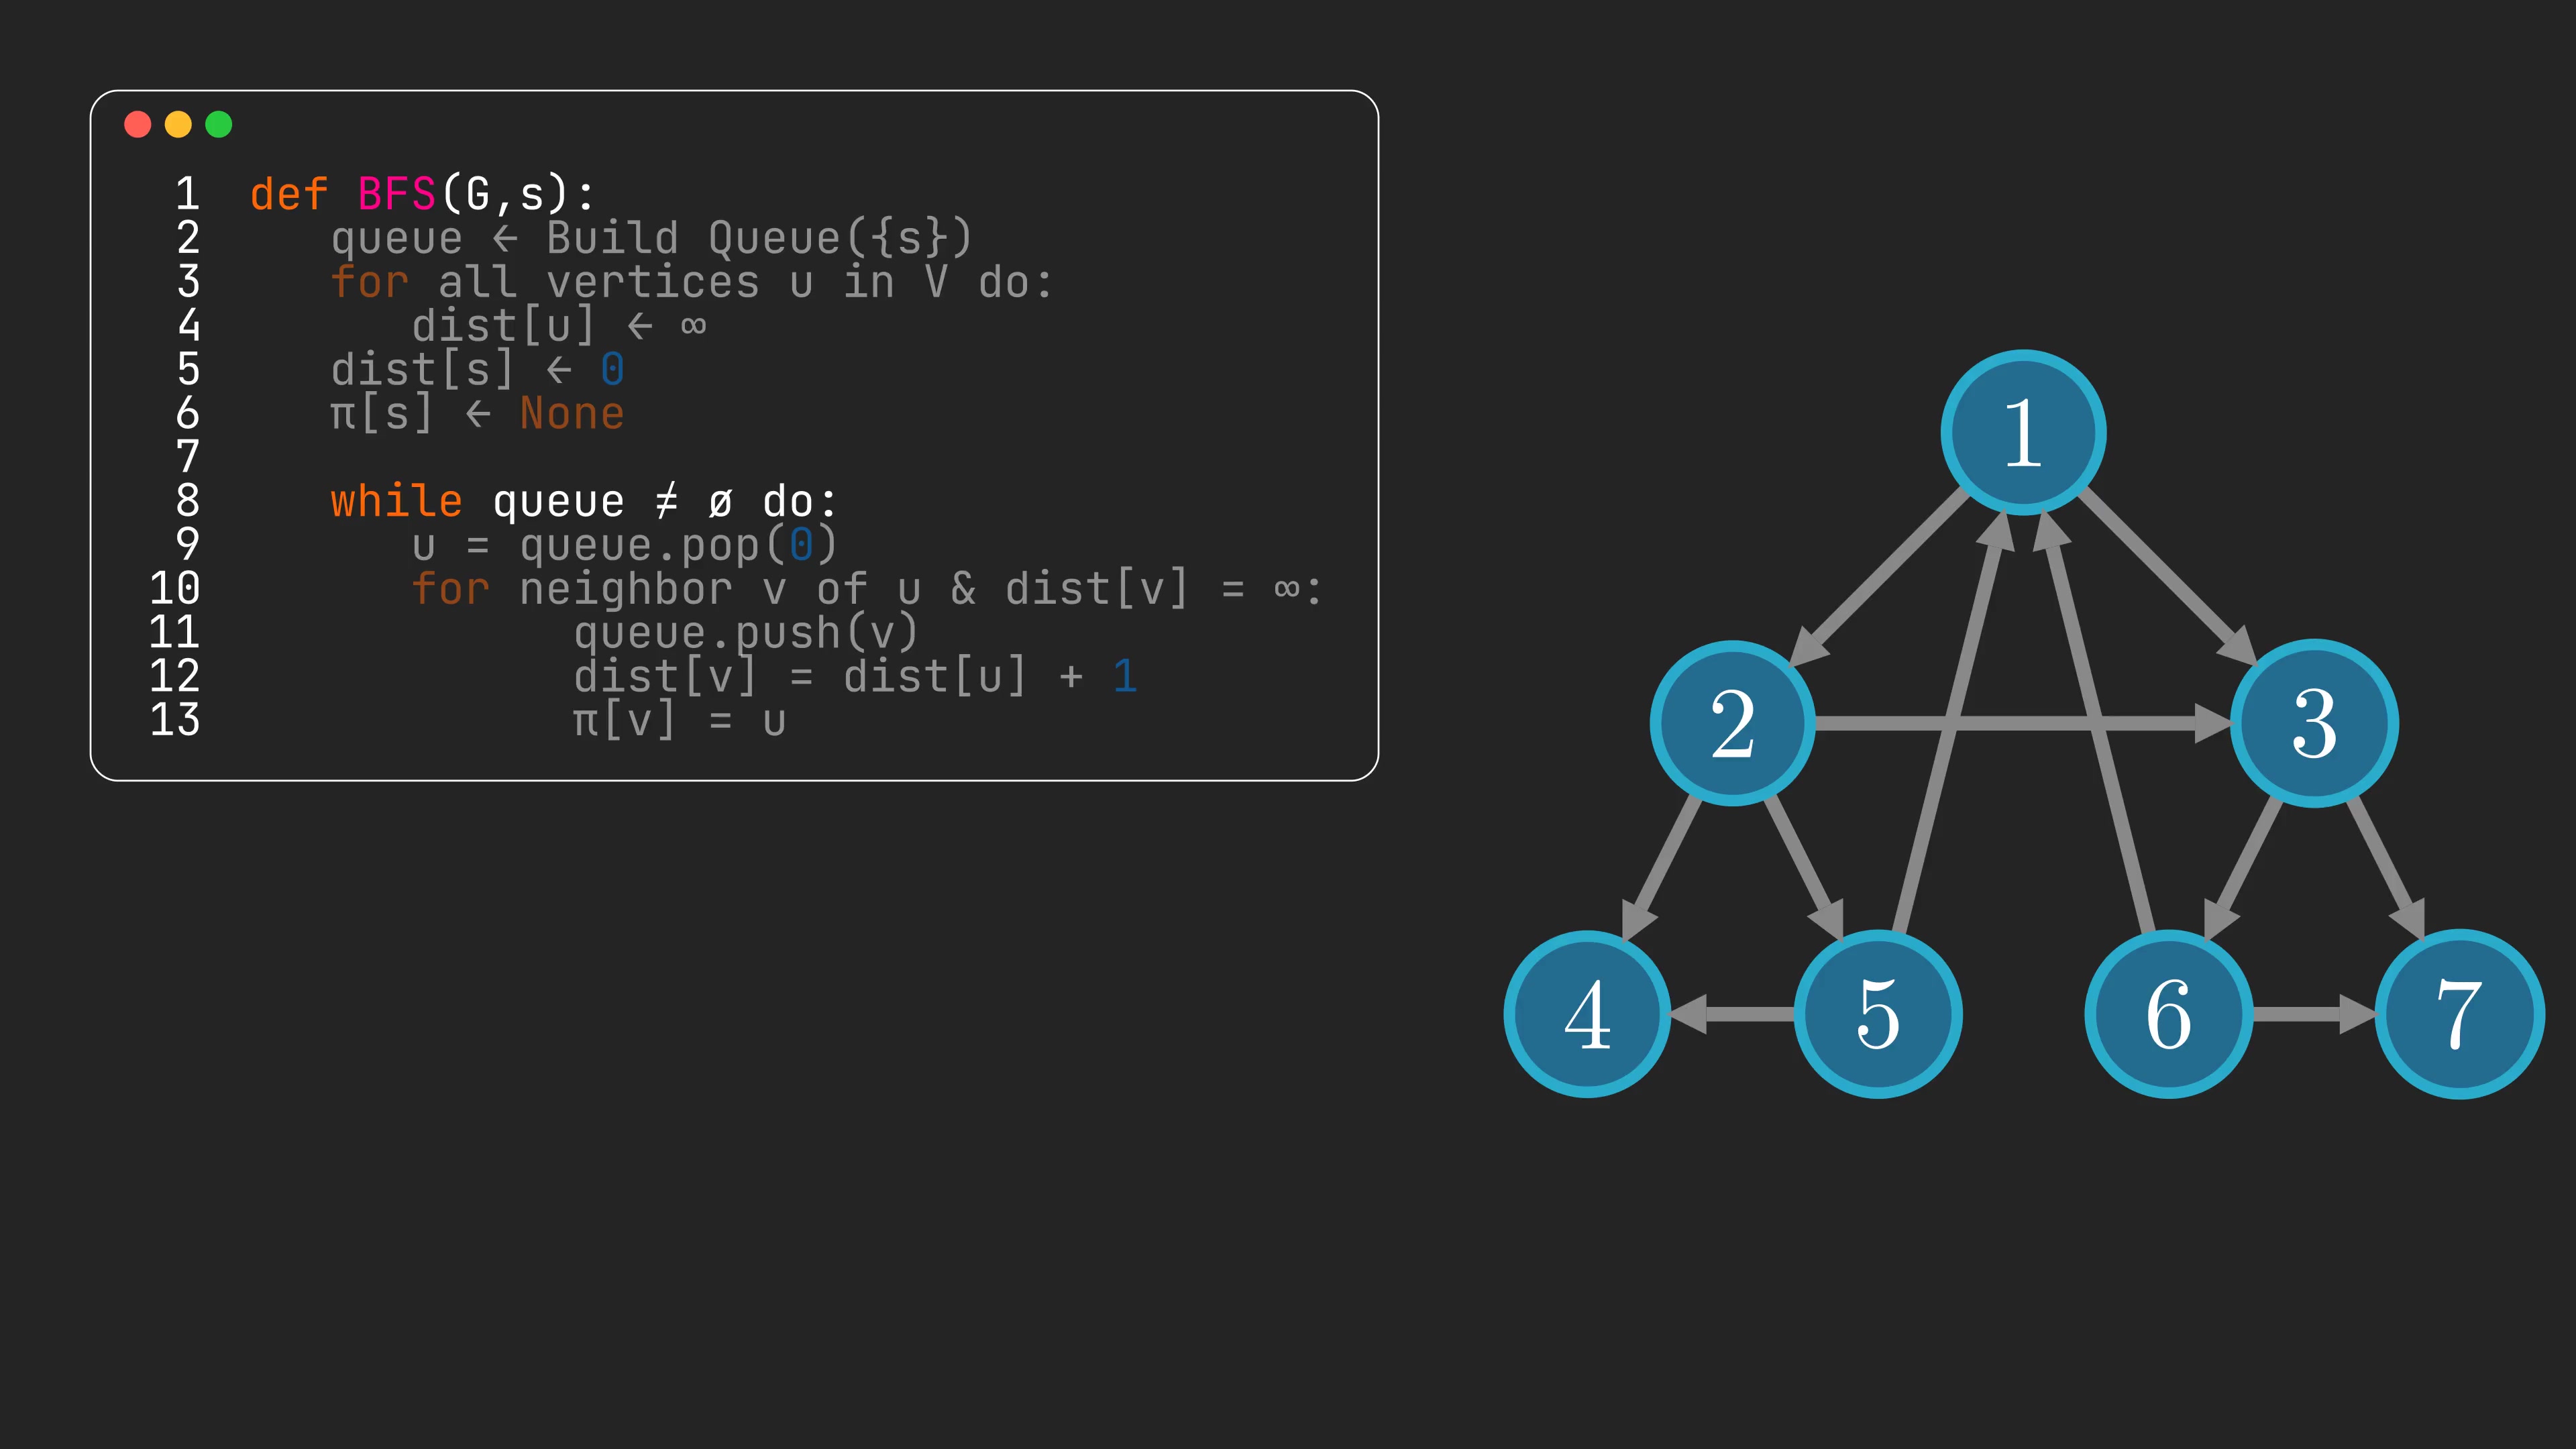 1 def BFS(G,s):
2 queue ← Build Queue({s})
3 for all vertices u in V do:
4 dist[u] ← ∞
5 dist[s] ← 0
6 π[s] ← None
7
8 while queue ≠ ø do:
9 u = queue.pop(0)
10 for neighbor v of u & dist[v] = ∞:
11 queue.push(v)
12 dist[v] = dist[u] + 1
13 π[v] = u
1
2 3
4 5 6 7